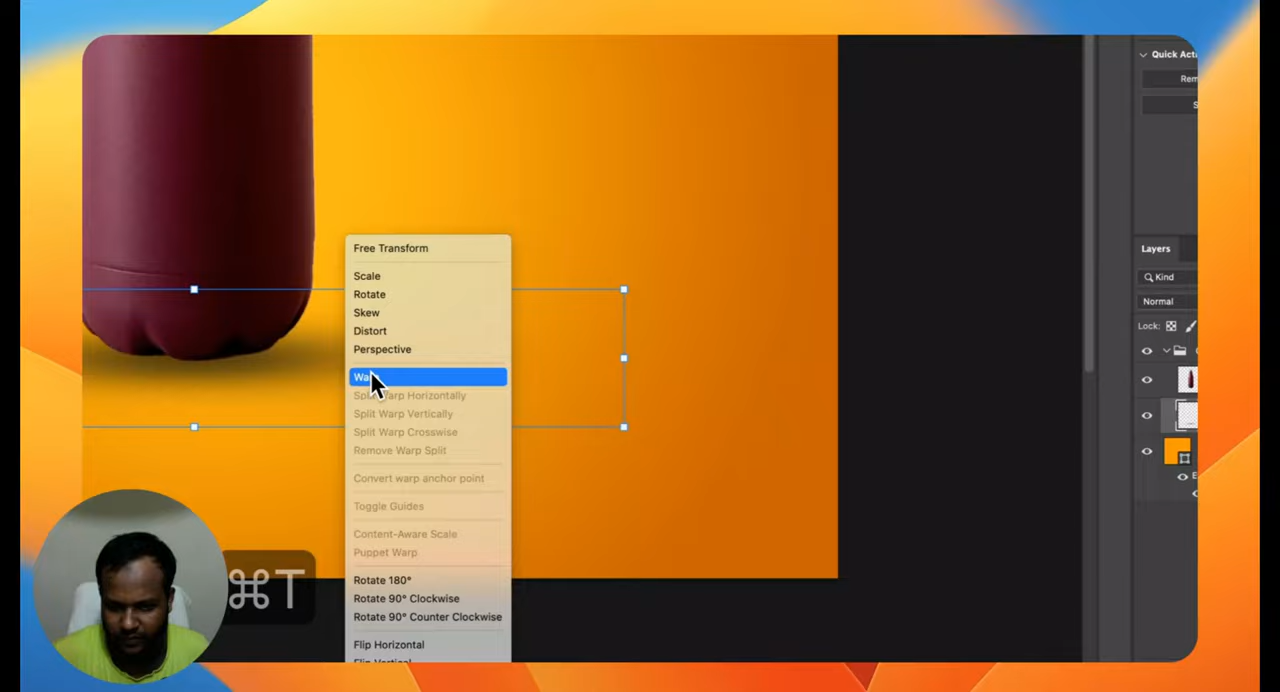 Quick Act
Rem
S
Free Transform
Scale
Rotate
Skew
Distort
Perspective
Split Warp Horizontally
Split Warp Vertically
Split Warp Crosswise
Remove Warp Split
Convert warp anchor point
Toggle Guides
Content-Aware Scale
Puppet Warp
Rotate 180°
Rotate 90° Clockwise
Rotate 90° Counter Clockwise
Flip Horizontal
Flip Vertical
Layers
Kind
Normal
Lock:
E
⌘T